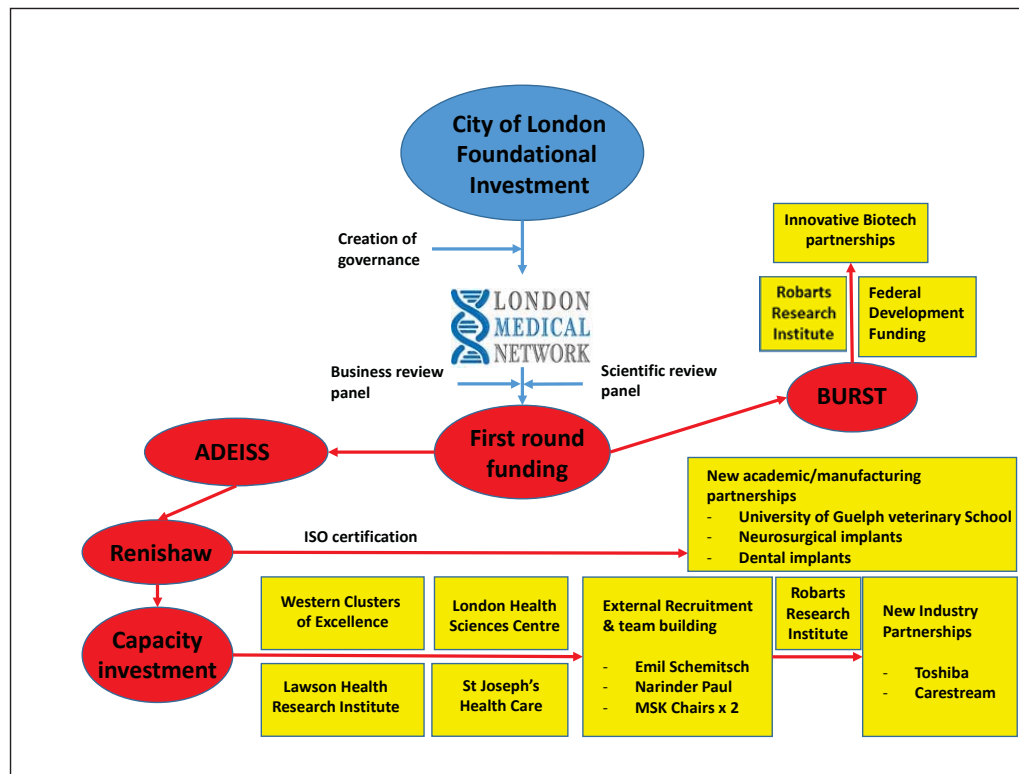 City of London
Foundational
Investment
Creation of
governance
LONDON
MEDICAL
NETWORK
Business review
panel
Scientific review
panel
First round
funding
Innovative Biotech
partnerships
Robarts
Research
Institute
Federal
Development
Funding
BURST
ADEISS
Renishaw
ISO certification
New academic/manufacturing
partnerships
- University of Guelph veterinary School
- Neurosurgical implants
- Dental implants
Capacity
investment
Western Clusters
of Excellence
London Health
Sciences Centre
Lawson Health
Research Institute
St Joseph's
Health Care
External Recruitment
& team building
- Emil Schemitsch
- Narinder Paul
- MSK Chairs x 2
Robarts
Research
Institute
New Industry
Partnerships
- Toshiba
- Carestream